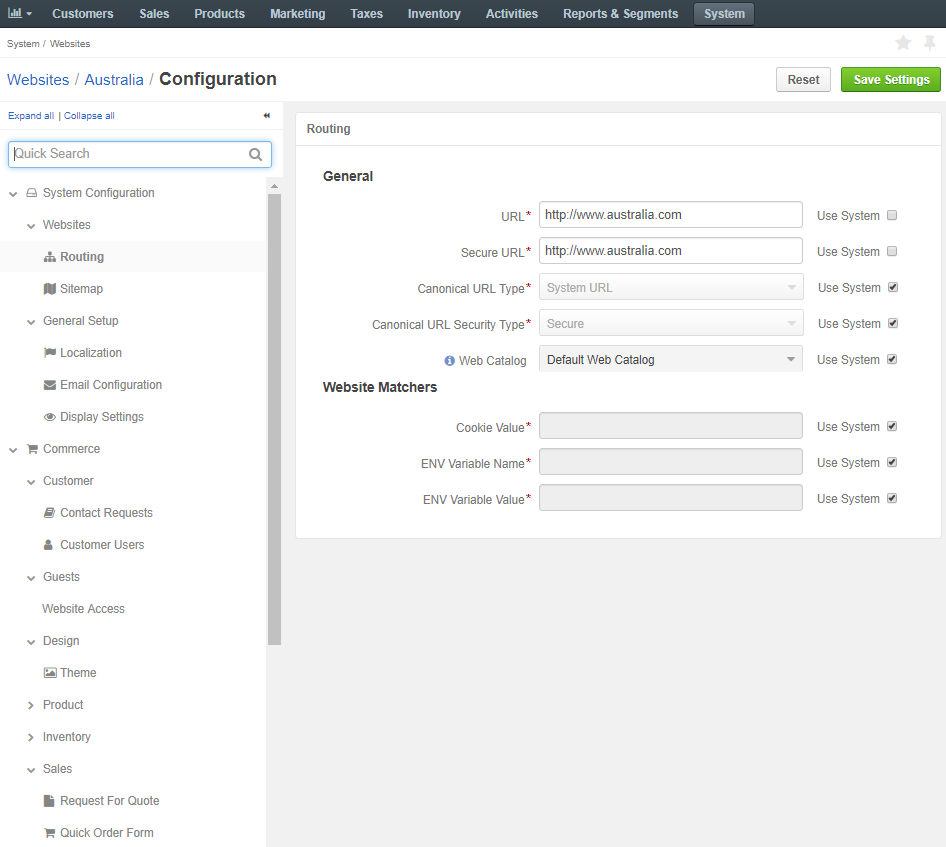 Customers Sales Products Marketing Taxes Inventory Activities Reports & Segments System
System / Websites
Websites / Australia / Configuration
Reset Save Settings
Expand all | Collapse all
Quick Search
System Configuration
Websites
Routing
Sitemap
General Setup
Localization
Email Configuration
Display Settings
Commerce
Customer
Contact Requests
Customer Users
Guests
Website Access
Design
Theme
Product
Inventory
Sales
Request For Quote
Quick Order Form
Routing
General
URL* http://www.australia.com Use System
Secure URL* http://www.australia.com Use System
Canonical URL Type* System URL Use System
Canonical URL Security Type* Secure Use System
Web Catalog Default Web Catalog Use System
Website Matchers
Cookie Value* Use System
ENV Variable Name* Use System
ENV Variable Value* Use System